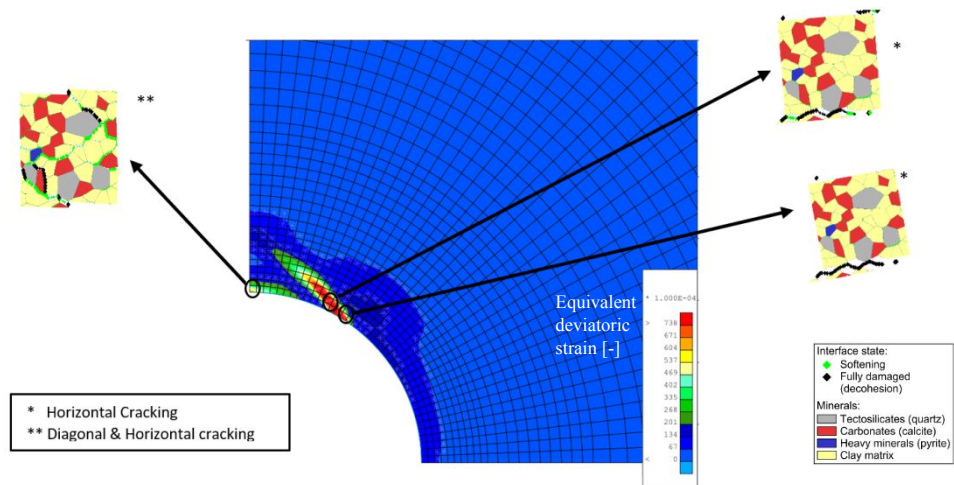 **
*
*
Equivalent
deviatoric
strain [-]
* 1.000E-04
>
738
671
604
537
469
402
335
268
201
134
67
< 0
* Horizontal Cracking
** Diagonal & Horizontal cracking
Interface state:
Softening
Fully damaged
(decohesion)
Minerals:
Tectosilicates (quartz)
Carbonates (calcite)
Heavy minerals (pyrite)
Clay matrix